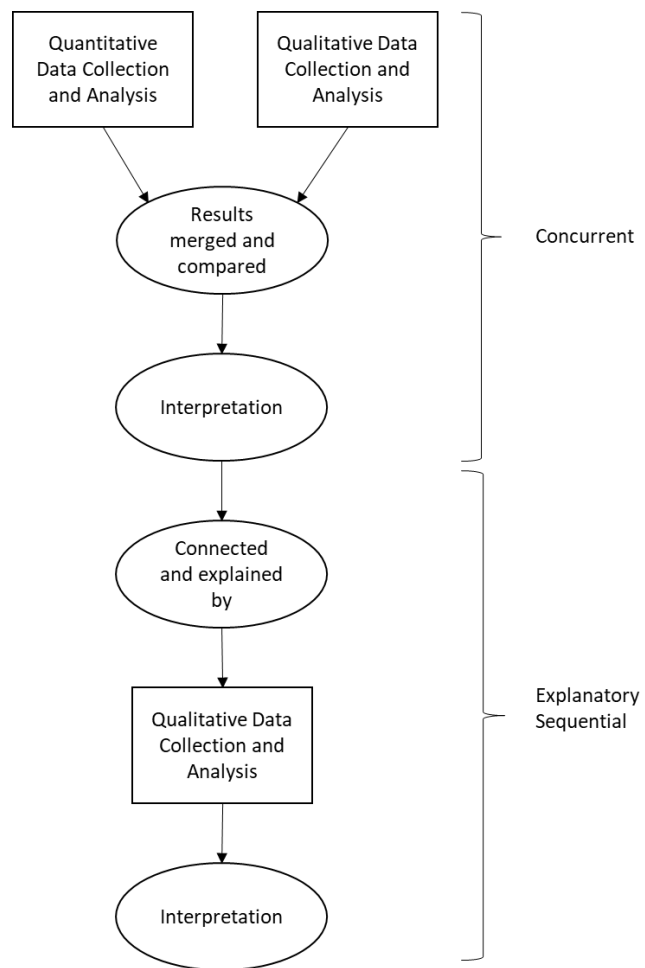 Quantitative
Data Collection
and Analysis
Qualitative Data
Collection and
Analysis
Results
merged and
compared
Concurrent
Interpretation
Connected
and explained
by
Explanatory
Sequential
Qualitative Data
Collection and
Analysis
Interpretation